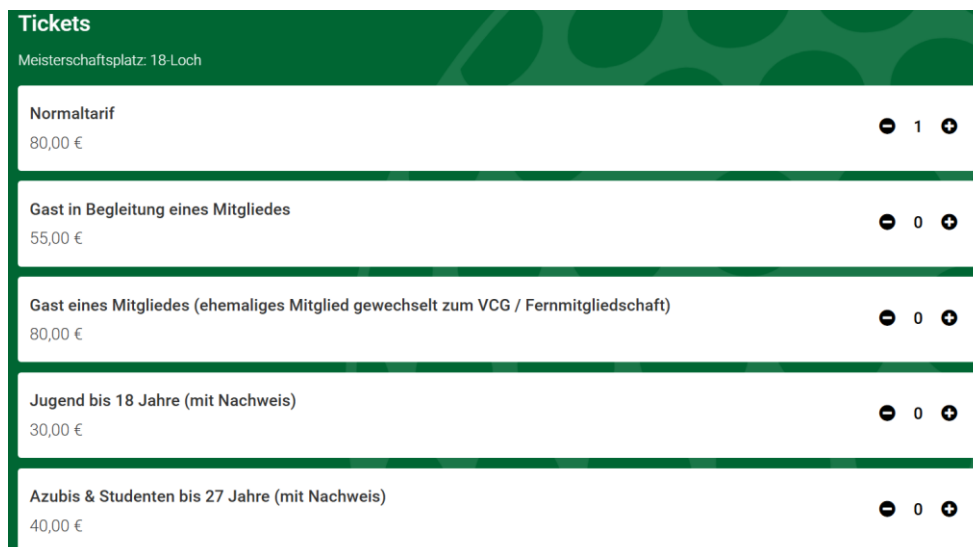 Tickets
Meisterschaftsplatz: 18-Loch
Normaltarif
80,00 €
1
Gast in Begleitung eines Mitgliedes
55,00 €
0
Gast eines Mitgliedes (ehemaliges Mitglied gewechselt zum VCG / Fernmitgliedschaft)
80,00 €
0
Jugend bis 18 Jahre (mit Nachweis)
30,00 €
0
Azubis & Studenten bis 27 Jahre (mit Nachweis)
40,00 €
0